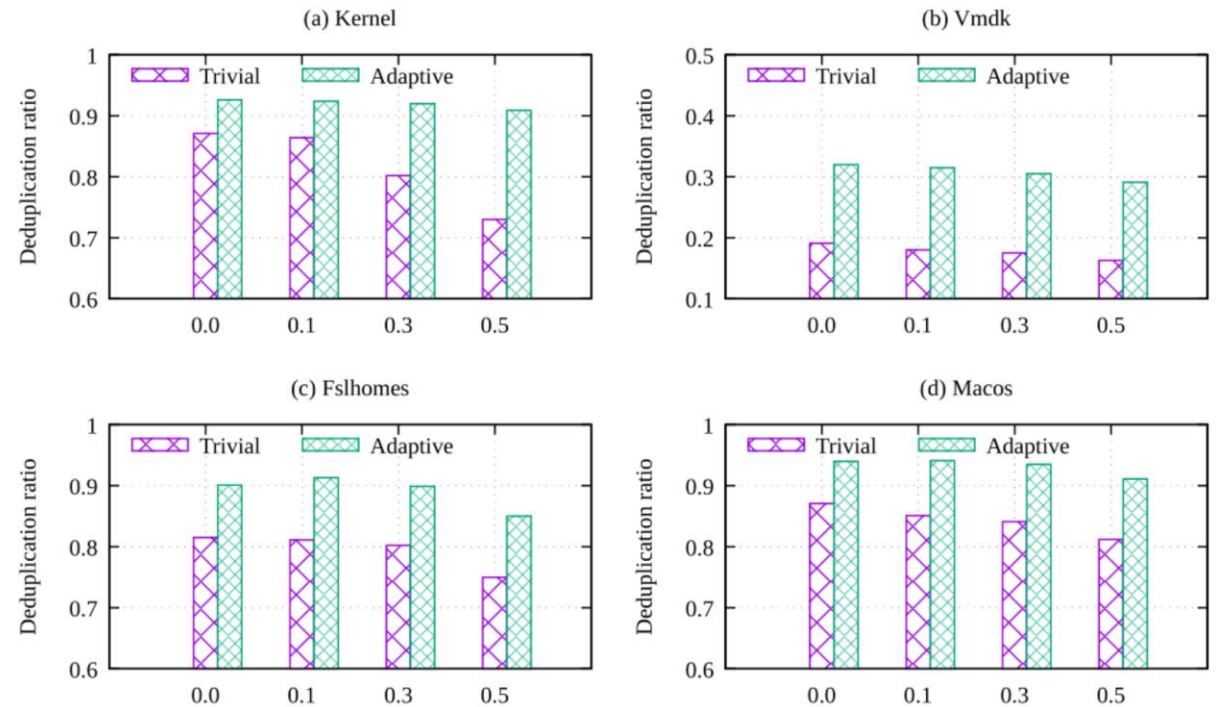 (a) Kernel
Deduplication ratio
1
0.9
0.8
0.7
0.6
Trivial
Adaptive
0.0 0.1 0.3 0.5
(b) Vmdk
Deduplication ratio
0.5
0.4
0.3
0.2
0.1
Trivial
Adaptive
0.0 0.1 0.3 0.5
(c) Fslhomes
Deduplication ratio
1
0.9
0.8
0.7
0.6
Trivial
Adaptive
0.0 0.1 0.3 0.5
(d) Macos
Deduplication ratio
1
0.9
0.8
0.7
0.6
Trivial
Adaptive
0.0 0.1 0.3 0.5